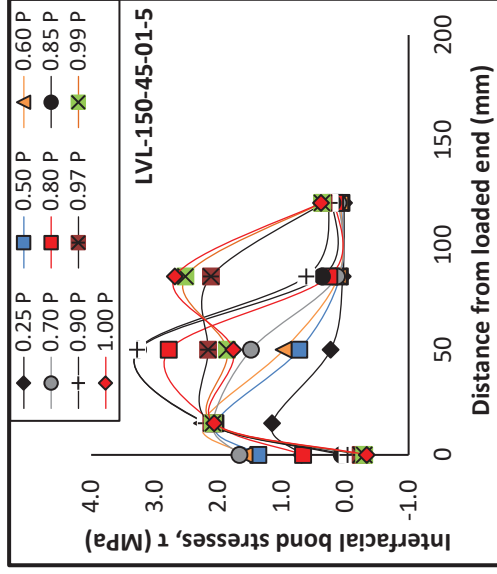 0.25 P 0.50 P 0.60 P
0.70 P 0.80 P 0.85 P
0.90 P 0.97 P 0.99 P
1.00 P
LVL-150-45-01-5
4.0
3.0
2.0
1.0
0.0
-1.0
Interfacial bond stresses, τ (MPa)
0 50 100 150 200
Distance from loaded end (mm)